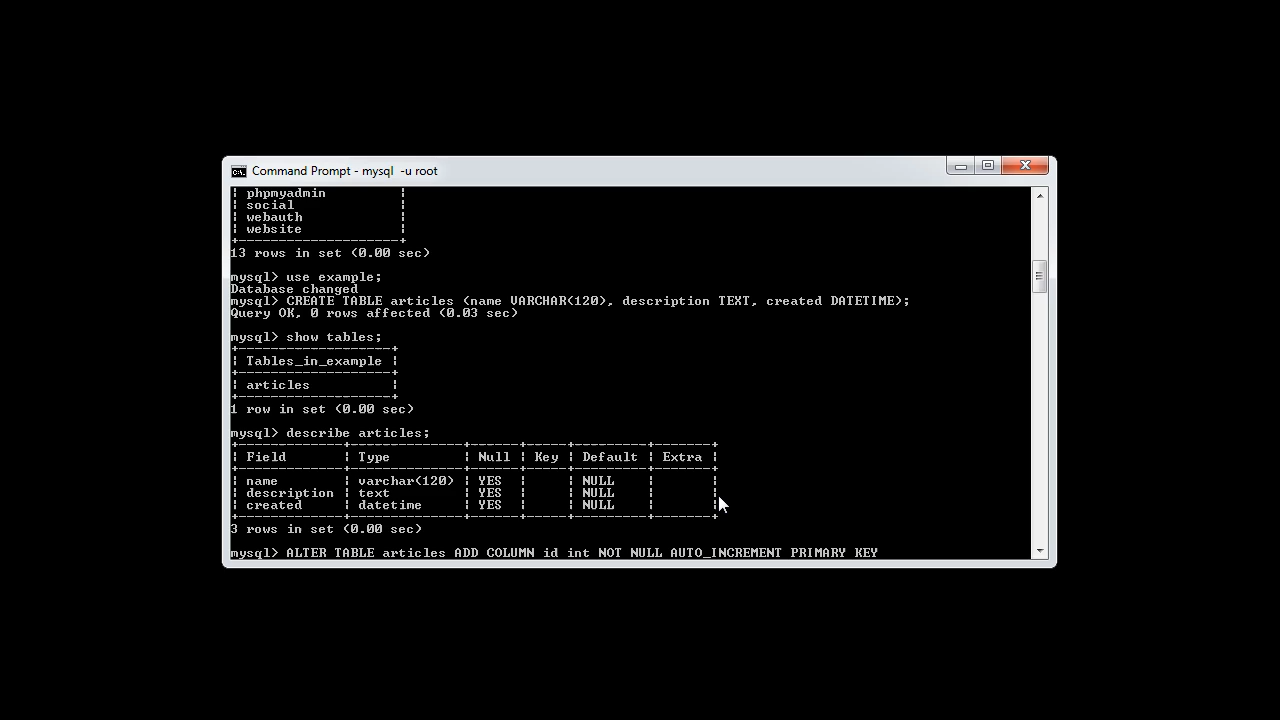 Command Prompt - mysql  -u root
| phpmyadmin         |
| social             |
| webauth            |
| website            |
+--------------------+
13 rows in set (0.00 sec)
mysql> use example;
Database changed
mysql> CREATE TABLE articles (name VARCHAR(120), description TEXT, created DATETIME);
Query OK, 0 rows affected (0.03 sec)
mysql> show tables;
+-------------------+
| Tables_in_example |
+-------------------+
| articles          |
+-------------------+
1 row in set (0.00 sec)
mysql> describe articles;
+-------------+--------------+------+-----+---------+-------+
| Field       | Type         | Null | Key | Default | Extra |
+-------------+--------------+------+-----+---------+-------+
| name        | varchar(120) | YES  |     | NULL    |       |
| description | text         | YES  |     | NULL    |       |
| created     | datetime     | YES  |     | NULL    |       |
+-------------+--------------+------+-----+---------+-------+
3 rows in set (0.00 sec)
mysql> ALTER TABLE articles ADD COLUMN id int NOT NULL AUTO_INCREMENT PRIMARY KEY